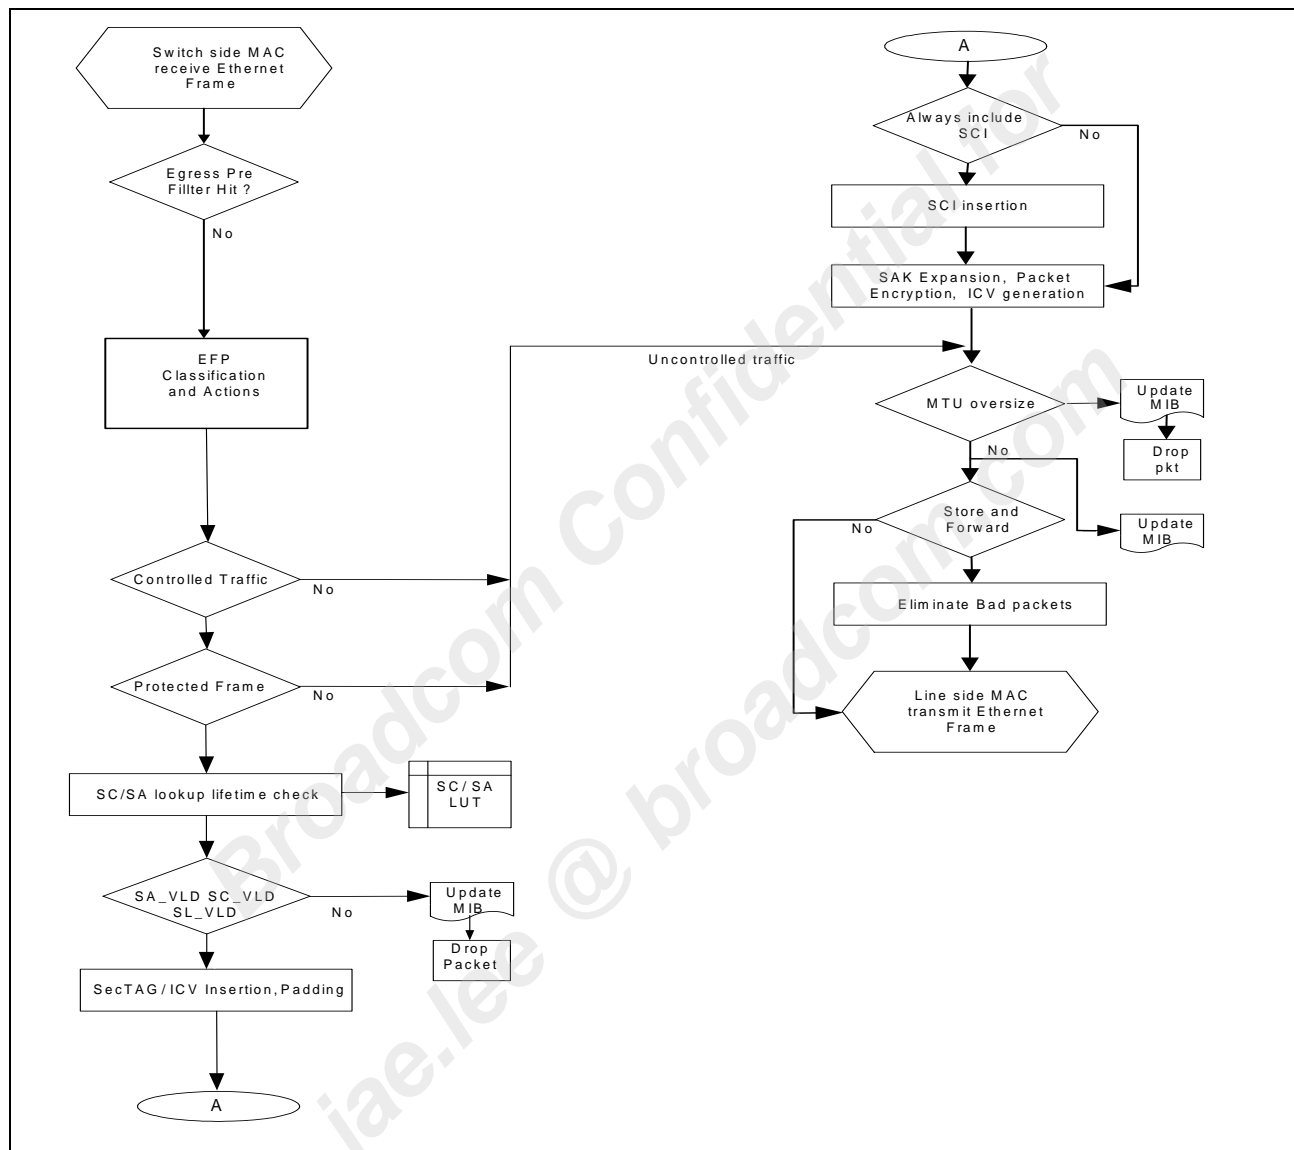 Switch side MAC
receive Ethernet
Frame
Egress Pre
Fillter Hit ?
No
EFP
Classification
and Actions
Controlled Traffic
No
Protected Frame
No
SC/SA lookup lifetime check
SC/SA
LUT
SA_VLD SC_VLD
SL_VLD
No
Update
MIB
Drop
Packet
SecTAG/ICV Insertion,Padding
A
A
Always include
SCI
No
SCI insertion
SAK Expansion, Packet
Encryption, ICV generation
Uncontrolled traffic
MTU oversize
Update
MIB
Drop
pkt
No
Store and
Forward
No
Update
MIB
Eliminate Bad packets
Line side MAC
transmit Ethernet
Frame
Broadcom Confidential for
jae.lee @ broadcom.com